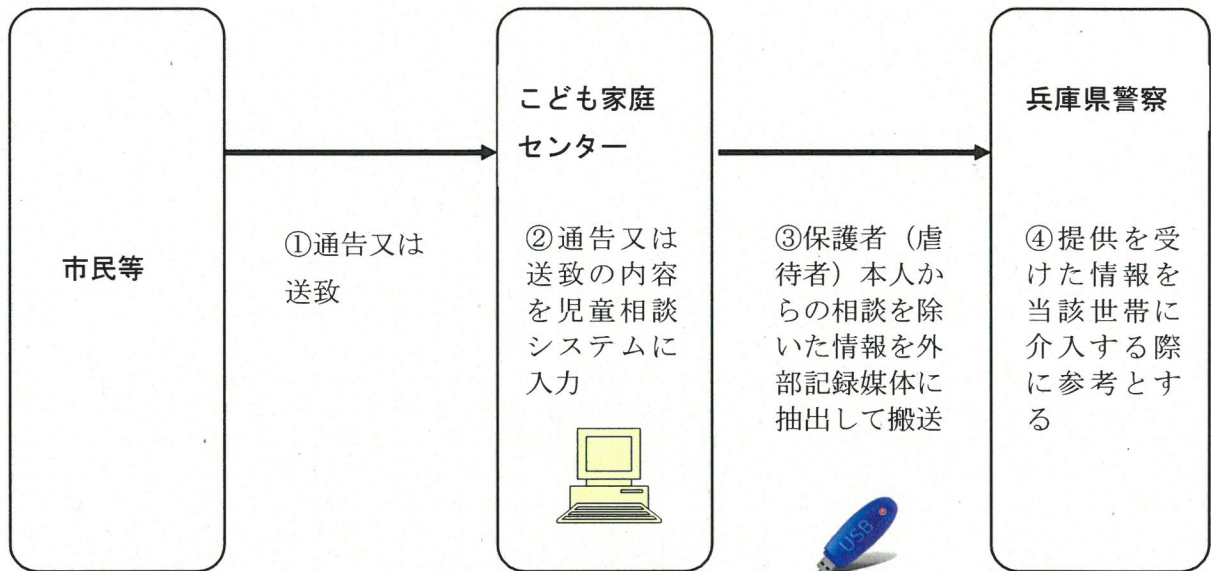 市民等
①通告又は
送致
こども家庭
センター
②通告又は
送致の内容
を児童相談
システムに
入力
③保護者（虐
待者）本人か
らの相談を除
いた情報を外
部記録媒体に
抽出して搬送
USB
兵庫県警察
④提供を受
けた情報を
当該世帯に
介入する際
に参考とす
る